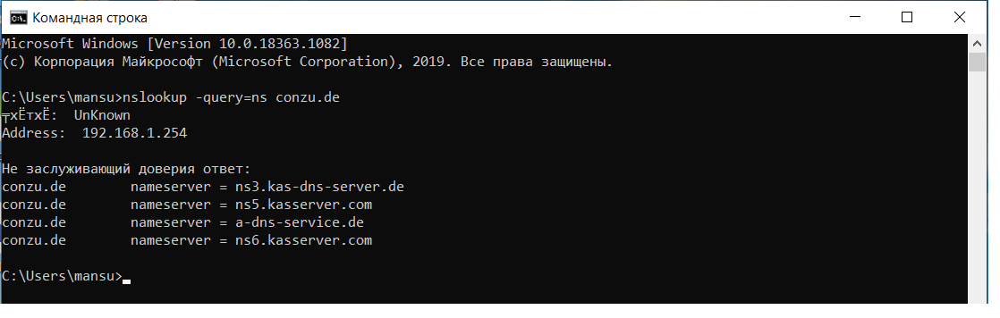 Командная строка
Microsoft Windows [Version 10.0.18363.1082]
(c) Корпорация Майкрософт (Microsoft Corporation), 2019. Все права защищены.
C:\Users\mansu>nslookup -query=ns conzu.de
╤хЁтхЁ:  UnKnown
Address:  192.168.1.254
Не заслуживающий доверия ответ:
conzu.de        nameserver = ns3.kas-dns-server.de
conzu.de        nameserver = ns5.kasserver.com
conzu.de        nameserver = a-dns-service.de
conzu.de        nameserver = ns6.kasserver.com
C:\Users\mansu>